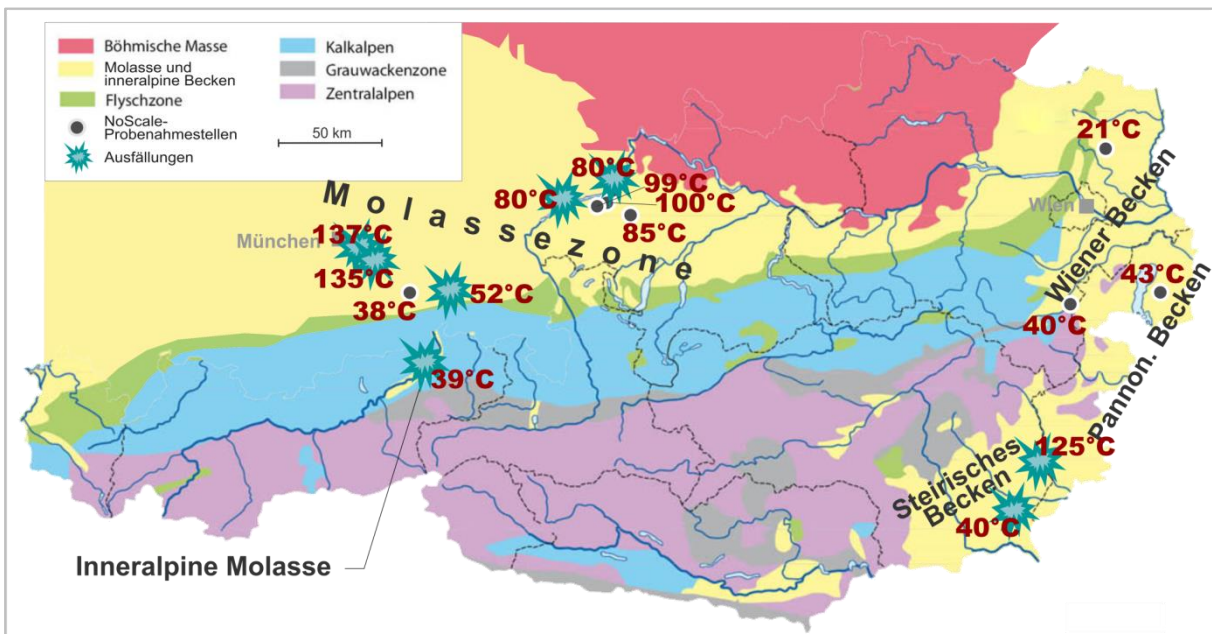 Böhmische Masse
Molasse und
inneralpine Becken
Flyschzone
NoScale-
Probenahmestellen
Ausfällungen
Kalkalpen
Grauwackenzone
Zentralalpen
50 km
Molassezone
München
137°C
135°C
38°C
52°C
39°C
80°C
80°C
99°C
100°C
85°C
21°C
Wien
Wiener Becken
43°C
40°C
Pannon. Becken
125°C
Steirisches
Becken
40°C
Inneralpine Molasse